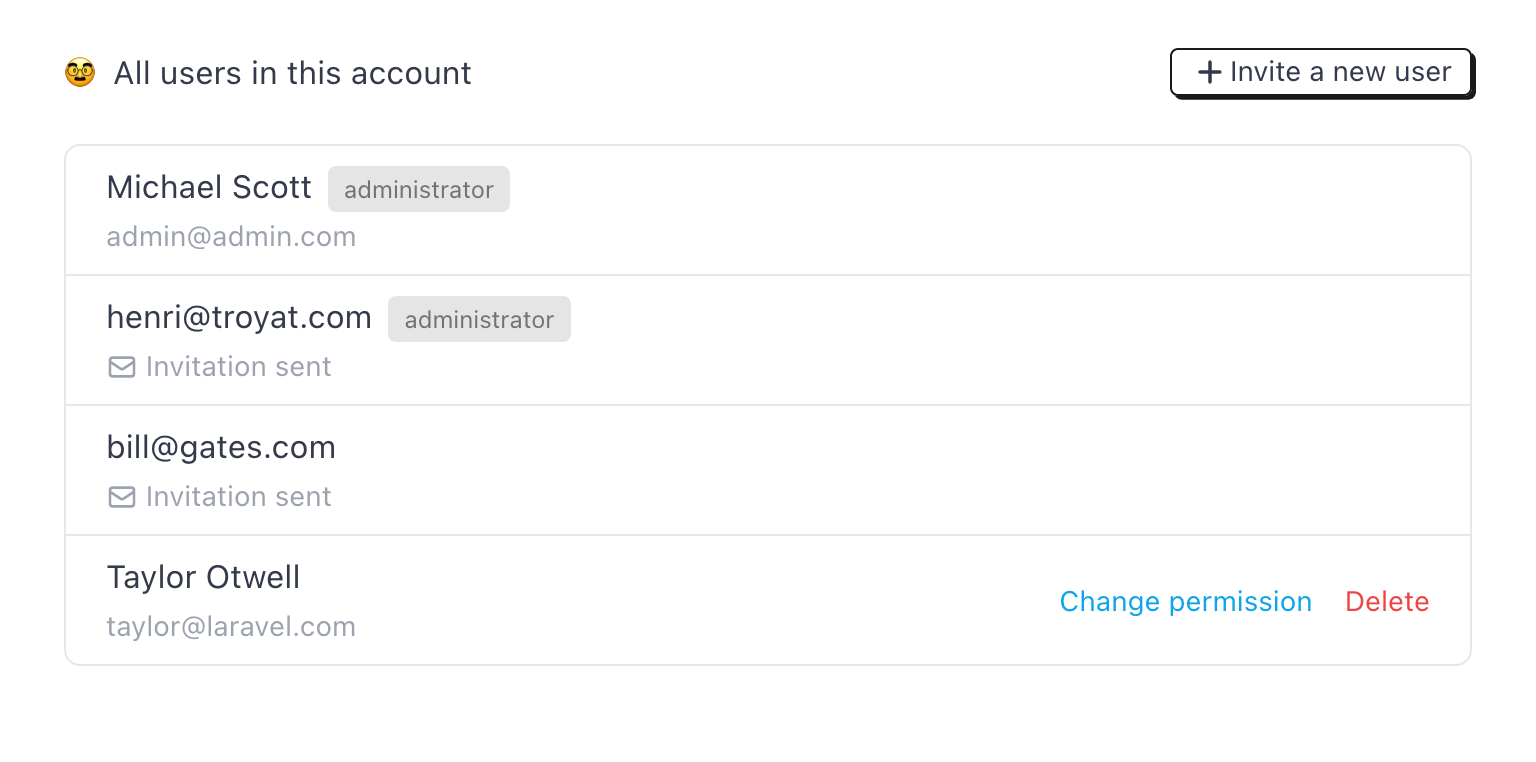 🥸 All users in this account
+ Invite a new user
Michael Scott administrator
admin@admin.com
henri@troyat.com administrator
Invitation sent
bill@gates.com
Invitation sent
Taylor Otwell
taylor@laravel.com
Change permission Delete